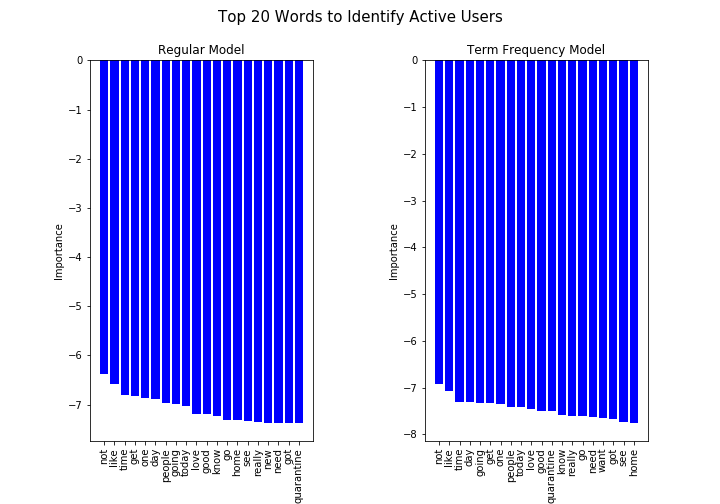 Top 20 Words to Identify Active Users
Regular Model
0
−1
−2
−3
−4
−5
−6
−7
Importance
not
like
time
get
one
day
people
going
today
love
good
know
go
home
see
really
new
need
got
quarantine
Term Frequency Model
0
−1
−2
−3
−4
−5
−6
−7
−8
Importance
not
like
time
day
going
get
one
people
today
love
good
quarantine
know
really
go
need
want
got
see
home